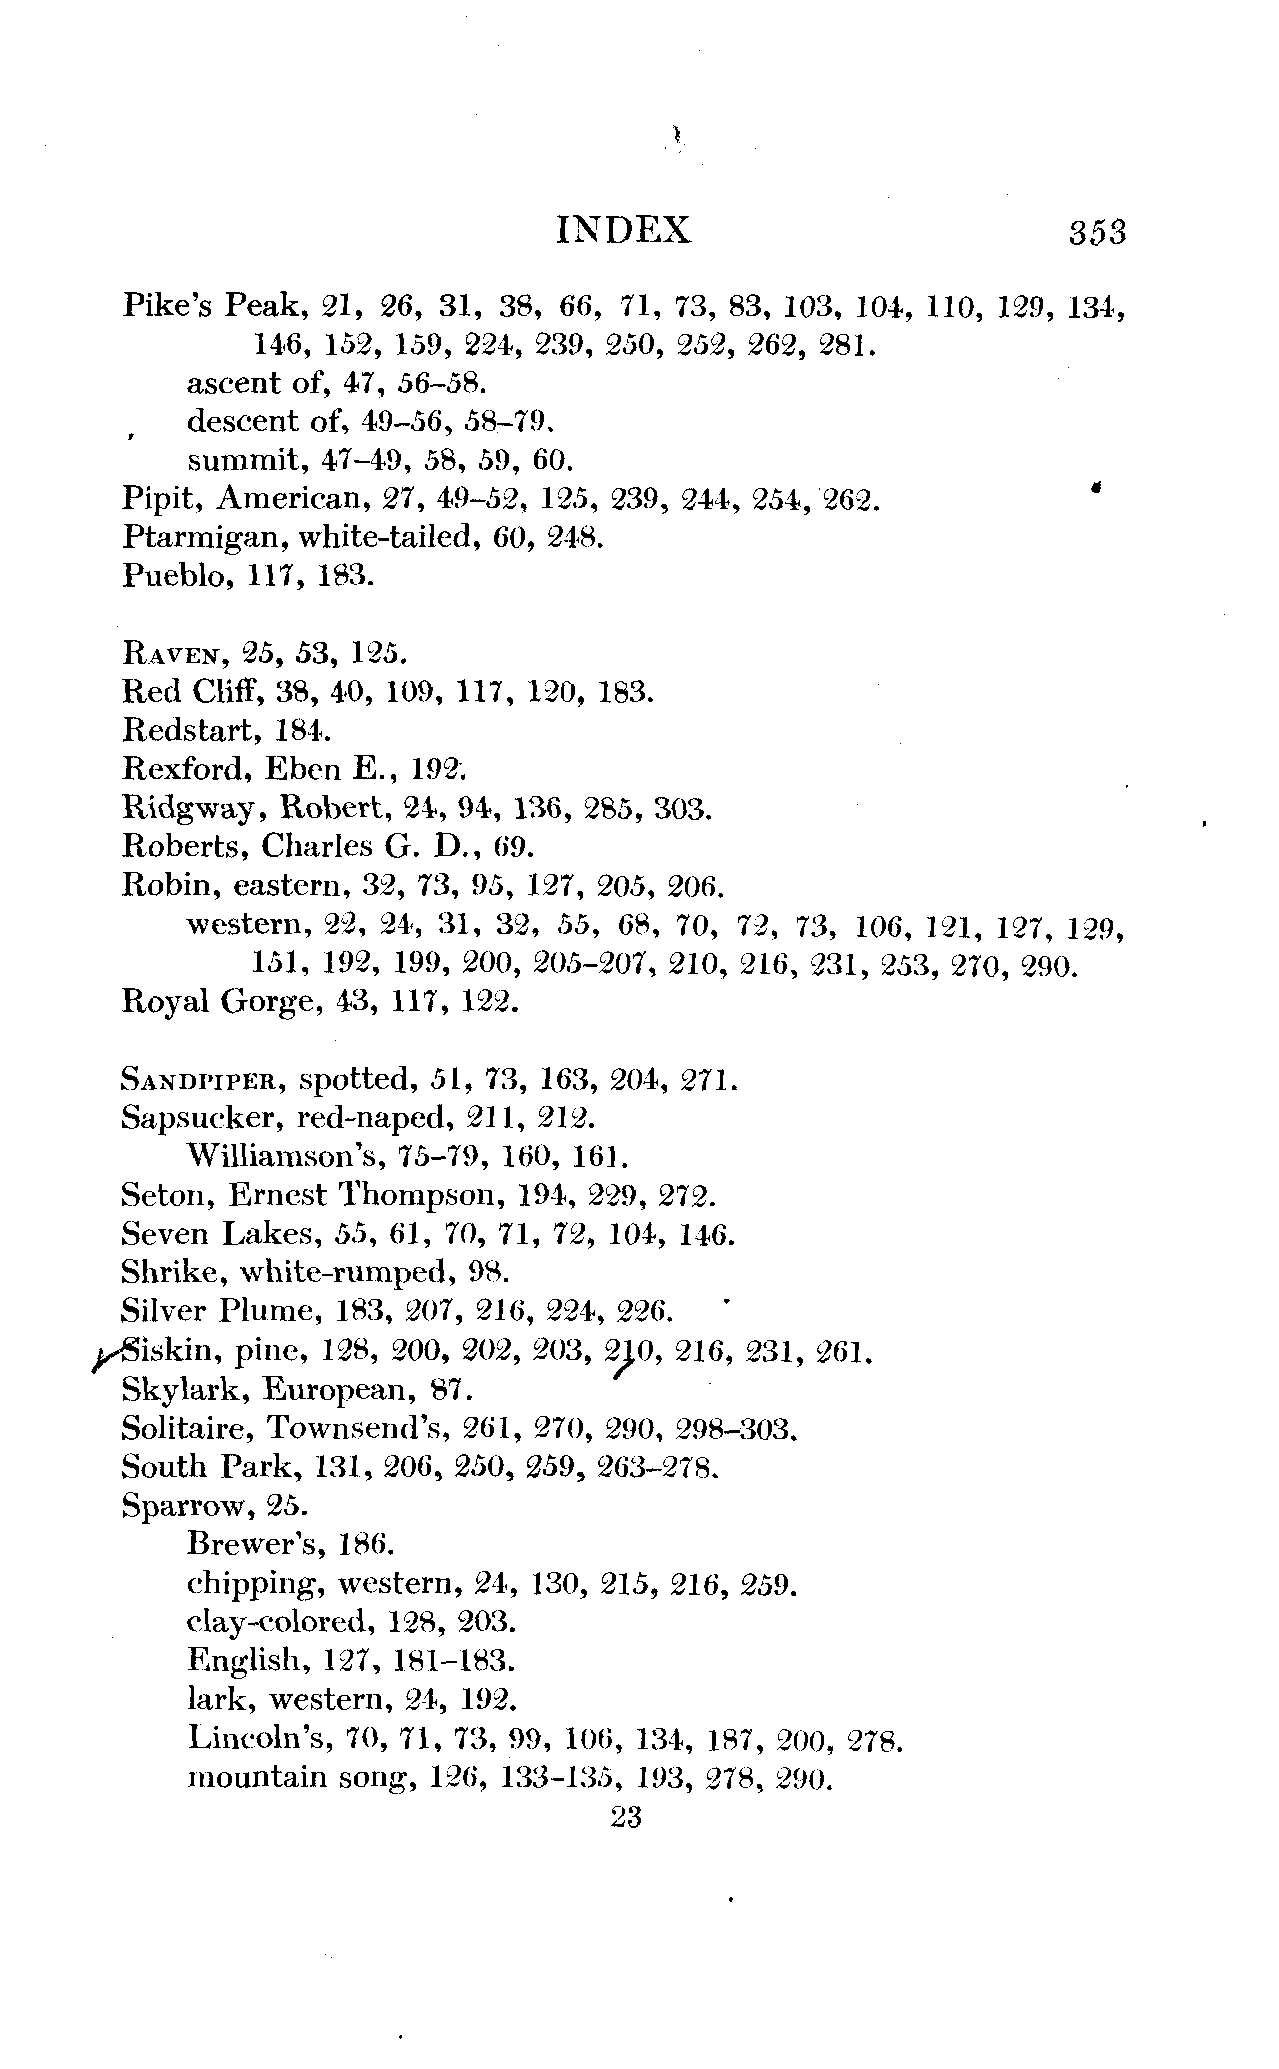 INDEX 353
Pike's Peak, 21, 26, 31, 38, 66, 71, 73, 83, 103, 104, 110, 129, 134,
146, 152, 159, 224, 239, 250, 252, 262, 281.
ascent of, 47, 56–58.
descent of, 49–56, 58–79.
summit, 47–49, 58, 59, 60.
Pipit, American, 27, 49–52, 125, 239, 244, 254, 262.
Ptarmigan, white-tailed, 60, 248.
Pueblo, 117, 183.
RAVEN, 25, 53, 125.
Red Cliff, 38, 40, 109, 117, 120, 183.
Redstart, 184.
Rexford, Eben E., 192.
Ridgway, Robert, 24, 94, 136, 285, 303.
Roberts, Charles G. D., 69.
Robin, eastern, 32, 73, 95, 127, 205, 206.
western, 22, 24, 31, 32, 55, 68, 70, 72, 73, 106, 121, 127, 129,
151, 192, 199, 200, 205–207, 210, 216, 231, 253, 270, 290.
Royal Gorge, 43, 117, 122.
SANDPIPER, spotted, 51, 73, 163, 204, 271.
Sapsucker, red-naped, 211, 212.
Williamson's, 75–79, 160, 161.
Seton, Ernest Thompson, 194, 229, 272.
Seven Lakes, 55, 61, 70, 71, 72, 104, 146.
Shrike, white-rumped, 98.
Silver Plume, 183, 207, 216, 224, 226.
Siskin, pine, 128, 200, 202, 203, 210, 216, 231, 261.
Skylark, European, 87.
Solitaire, Townsend's, 261, 270, 290, 298–303.
South Park, 131, 206, 250, 259, 263–278.
Sparrow, 25.
Brewer's, 186.
chipping, western, 24, 130, 215, 216, 259.
clay-colored, 128, 203.
English, 127, 181–183.
lark, western, 24, 192.
Lincoln's, 70, 71, 73, 99, 106, 134, 187, 200, 278.
mountain song, 126, 133–135, 193, 278, 290.
23